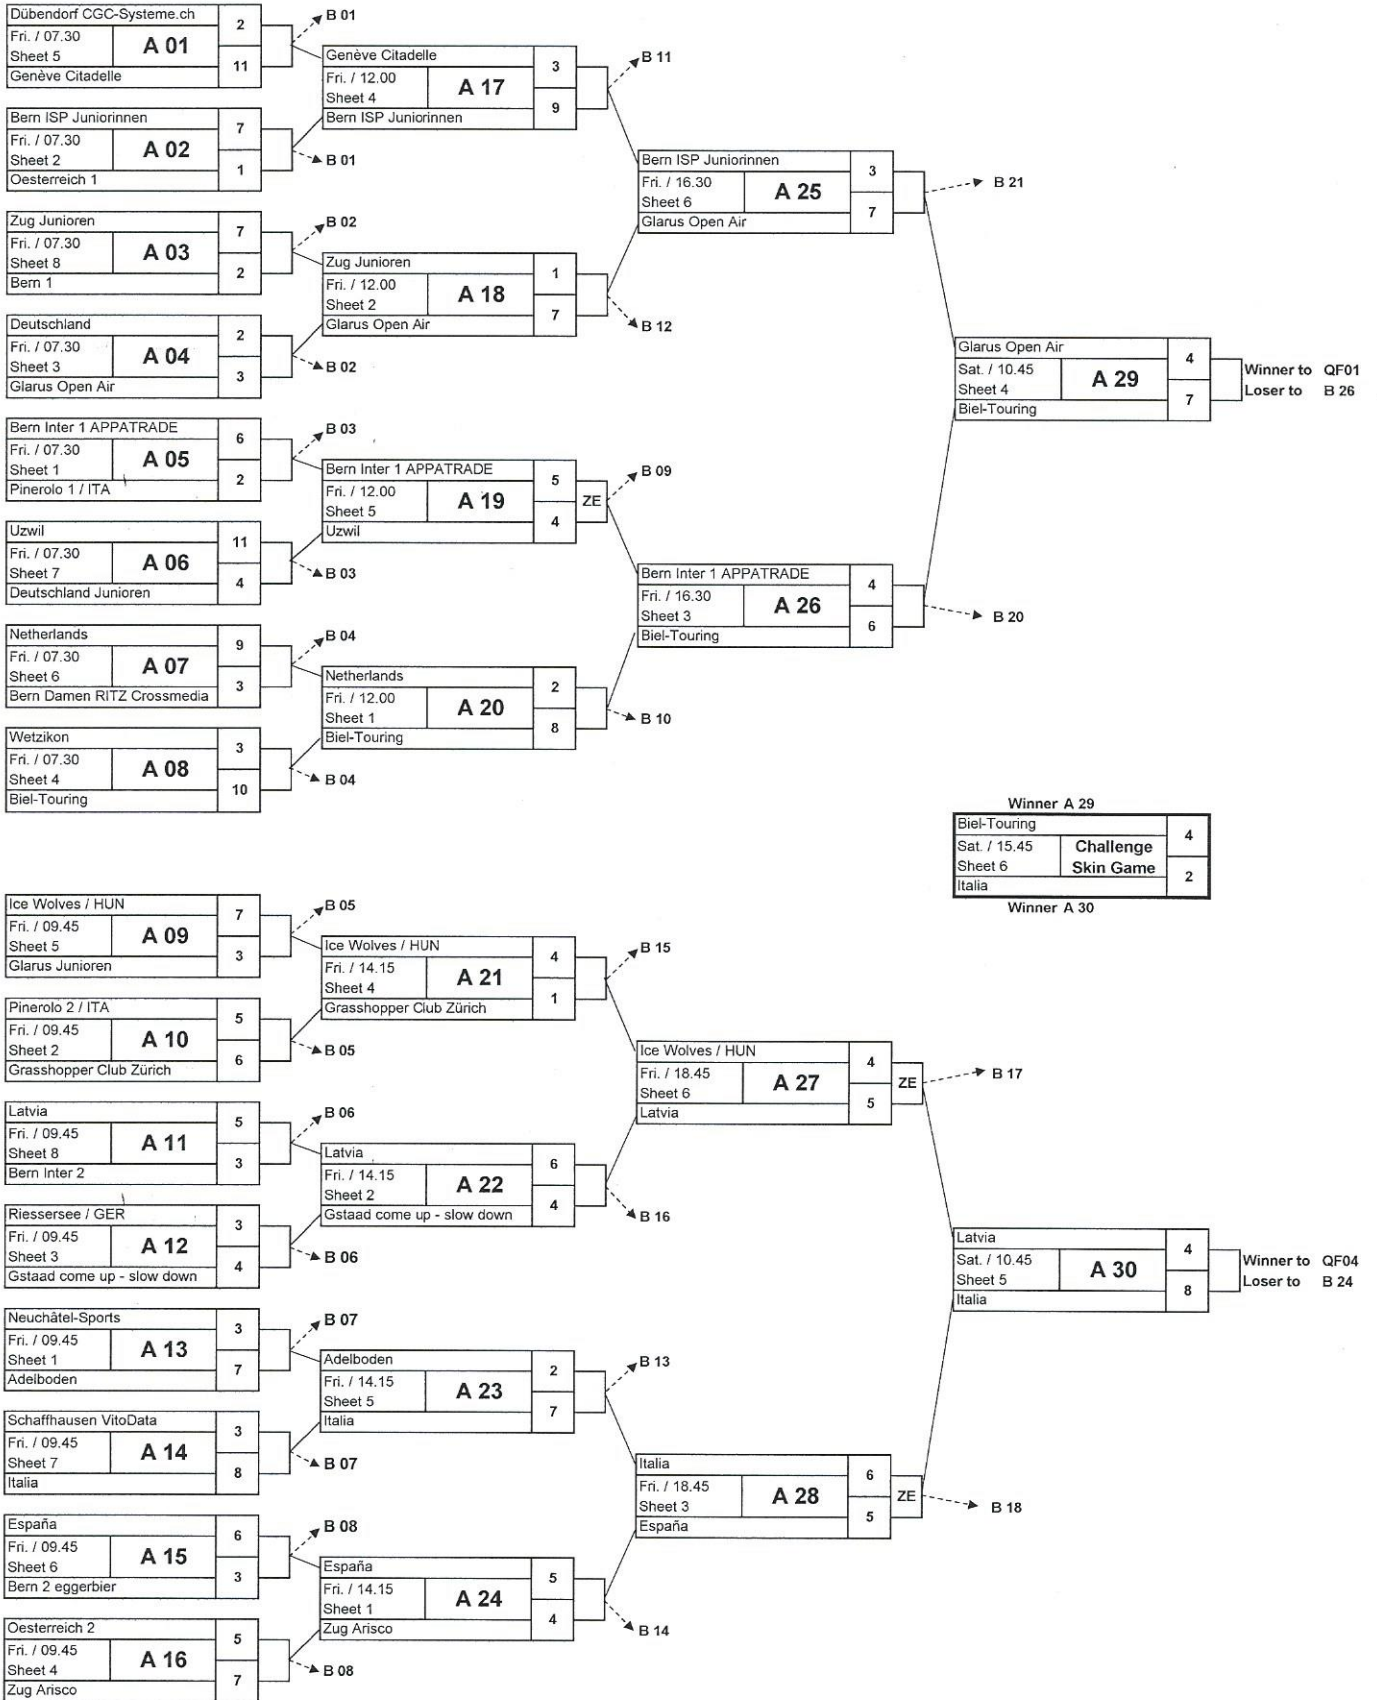 Dübendorf CGC-Systeme.ch
2
Fri. / 07.30
Sheet 5
A 01
11
Genève Citadelle
B 01
Bern ISP Juniorinnen
7
Fri. / 07.30
Sheet 2
A 02
1
Oesterreich 1
B 01
Zug Junioren
7
Fri. / 07.30
Sheet 8
A 03
2
Bern 1
B 02
Deutschland
2
Fri. / 07.30
Sheet 3
A 04
3
Glarus Open Air
B 02
Bern Inter 1 APPATRADE
6
Fri. / 07.30
Sheet 1
A 05
2
Pinerolo 1 / ITA
B 03
Uzwil
11
Fri. / 07.30
Sheet 7
A 06
4
Deutschland Junioren
B 03
Netherlands
9
Fri. / 07.30
Sheet 6
A 07
3
Bern Damen RITZ Crossmedia
B 04
Wetzikon
3
Fri. / 07.30
Sheet 4
A 08
10
Biel-Touring
B 04
Genève Citadelle
3
Fri. / 12.00
Sheet 4
A 17
9
Bern ISP Juniorinnen
B 11
Zug Junioren
1
Fri. / 12.00
Sheet 2
A 18
7
Glarus Open Air
B 12
Bern Inter 1 APPATRADE
5
Fri. / 12.00
Sheet 5
A 19
4
ZE
Uzwil
B 09
Netherlands
2
Fri. / 12.00
Sheet 1
A 20
8
Biel-Touring
B 10
Bern ISP Juniorinnen
3
Fri. / 16.30
Sheet 6
A 25
7
Glarus Open Air
B 21
Bern Inter 1 APPATRADE
4
Fri. / 16.30
Sheet 3
A 26
6
Biel-Touring
B 20
Glarus Open Air
4
Sat. / 10.45
Sheet 4
A 29
7
Biel-Touring
Winner to QF01
Loser to B 26
Winner A 29
Biel-Touring
4
Sat. / 15.45
Sheet 6
Challenge
Skin Game
2
Italia
Winner A 30
Ice Wolves / HUN
7
Fri. / 09.45
Sheet 5
A 09
3
Glarus Junioren
B 05
Pinerolo 2 / ITA
5
Fri. / 09.45
Sheet 2
A 10
6
Grasshopper Club Zürich
B 05
Latvia
5
Fri. / 09.45
Sheet 8
A 11
3
Bern Inter 2
B 06
Riessersee / GER
3
Fri. / 09.45
Sheet 3
A 12
4
Gstaad come up - slow down
B 06
Neuchâtel-Sports
3
Fri. / 09.45
Sheet 1
A 13
7
Adelboden
B 07
Schaffhausen VitoData
3
Fri. / 09.45
Sheet 7
A 14
8
Italia
B 07
España
6
Fri. / 09.45
Sheet 6
A 15
3
Bern 2 eggerbier
B 08
Oesterreich 2
5
Fri. / 09.45
Sheet 4
A 16
7
Zug Arisco
B 08
Ice Wolves / HUN
4
Fri. / 14.15
Sheet 4
A 21
1
Grasshopper Club Zürich
B 15
Latvia
6
Fri. / 14.15
Sheet 2
A 22
4
Gstaad come up - slow down
B 16
Adelboden
2
Fri. / 14.15
Sheet 5
A 23
7
Italia
B 13
España
5
Fri. / 14.15
Sheet 1
A 24
4
Zug Arisco
B 14
Ice Wolves / HUN
4
Fri. / 18.45
Sheet 6
A 27
5
ZE
Latvia
B 17
Italia
6
Fri. / 18.45
Sheet 3
A 28
5
ZE
España
B 18
Latvia
4
Sat. / 10.45
Sheet 5
A 30
8
Italia
Winner to QF04
Loser to B 24